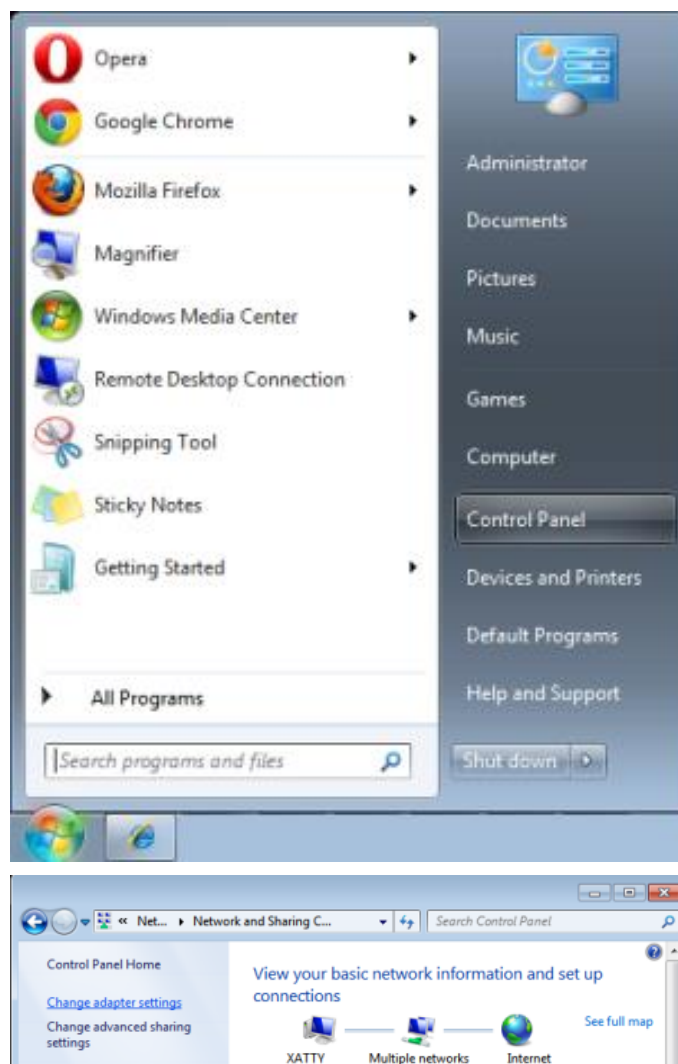 Opera
Google Chrome
Mozilla Firefox
Magnifier
Windows Media Center
Remote Desktop Connection
Snipping Tool
Sticky Notes
Getting Started
All Programs
Search programs and files
Administrator
Documents
Pictures
Music
Games
Computer
Control Panel
Devices and Printers
Default Programs
Help and Support
Shut down
« Net... Network and Sharing C...
Search Control Panel
Control Panel Home
Change adapter settings
Change advanced sharing
settings
View your basic network information and set up
connections
See full map
XATTY
Multiple networks
Internet